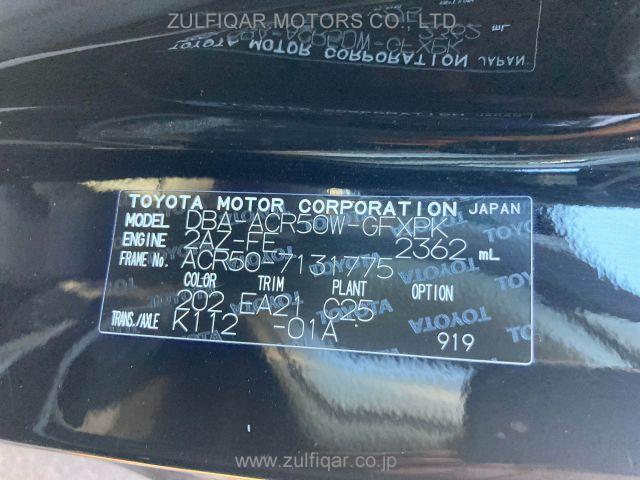 ZULFIQAR MOTORS CO.LTD
TOYOTA MOTOR CORPORATION JAPAN
MODEL DBA-ACR50W-GFXPK
ENGINE 2AZ-FE 2362 mL
FRAME No. ACR50-7131775
COLOR TRIM PLANT OPTION
202 EA21 C25
TRANS./AXLE K112 -01A
919
www.zulfiqar.co.jp